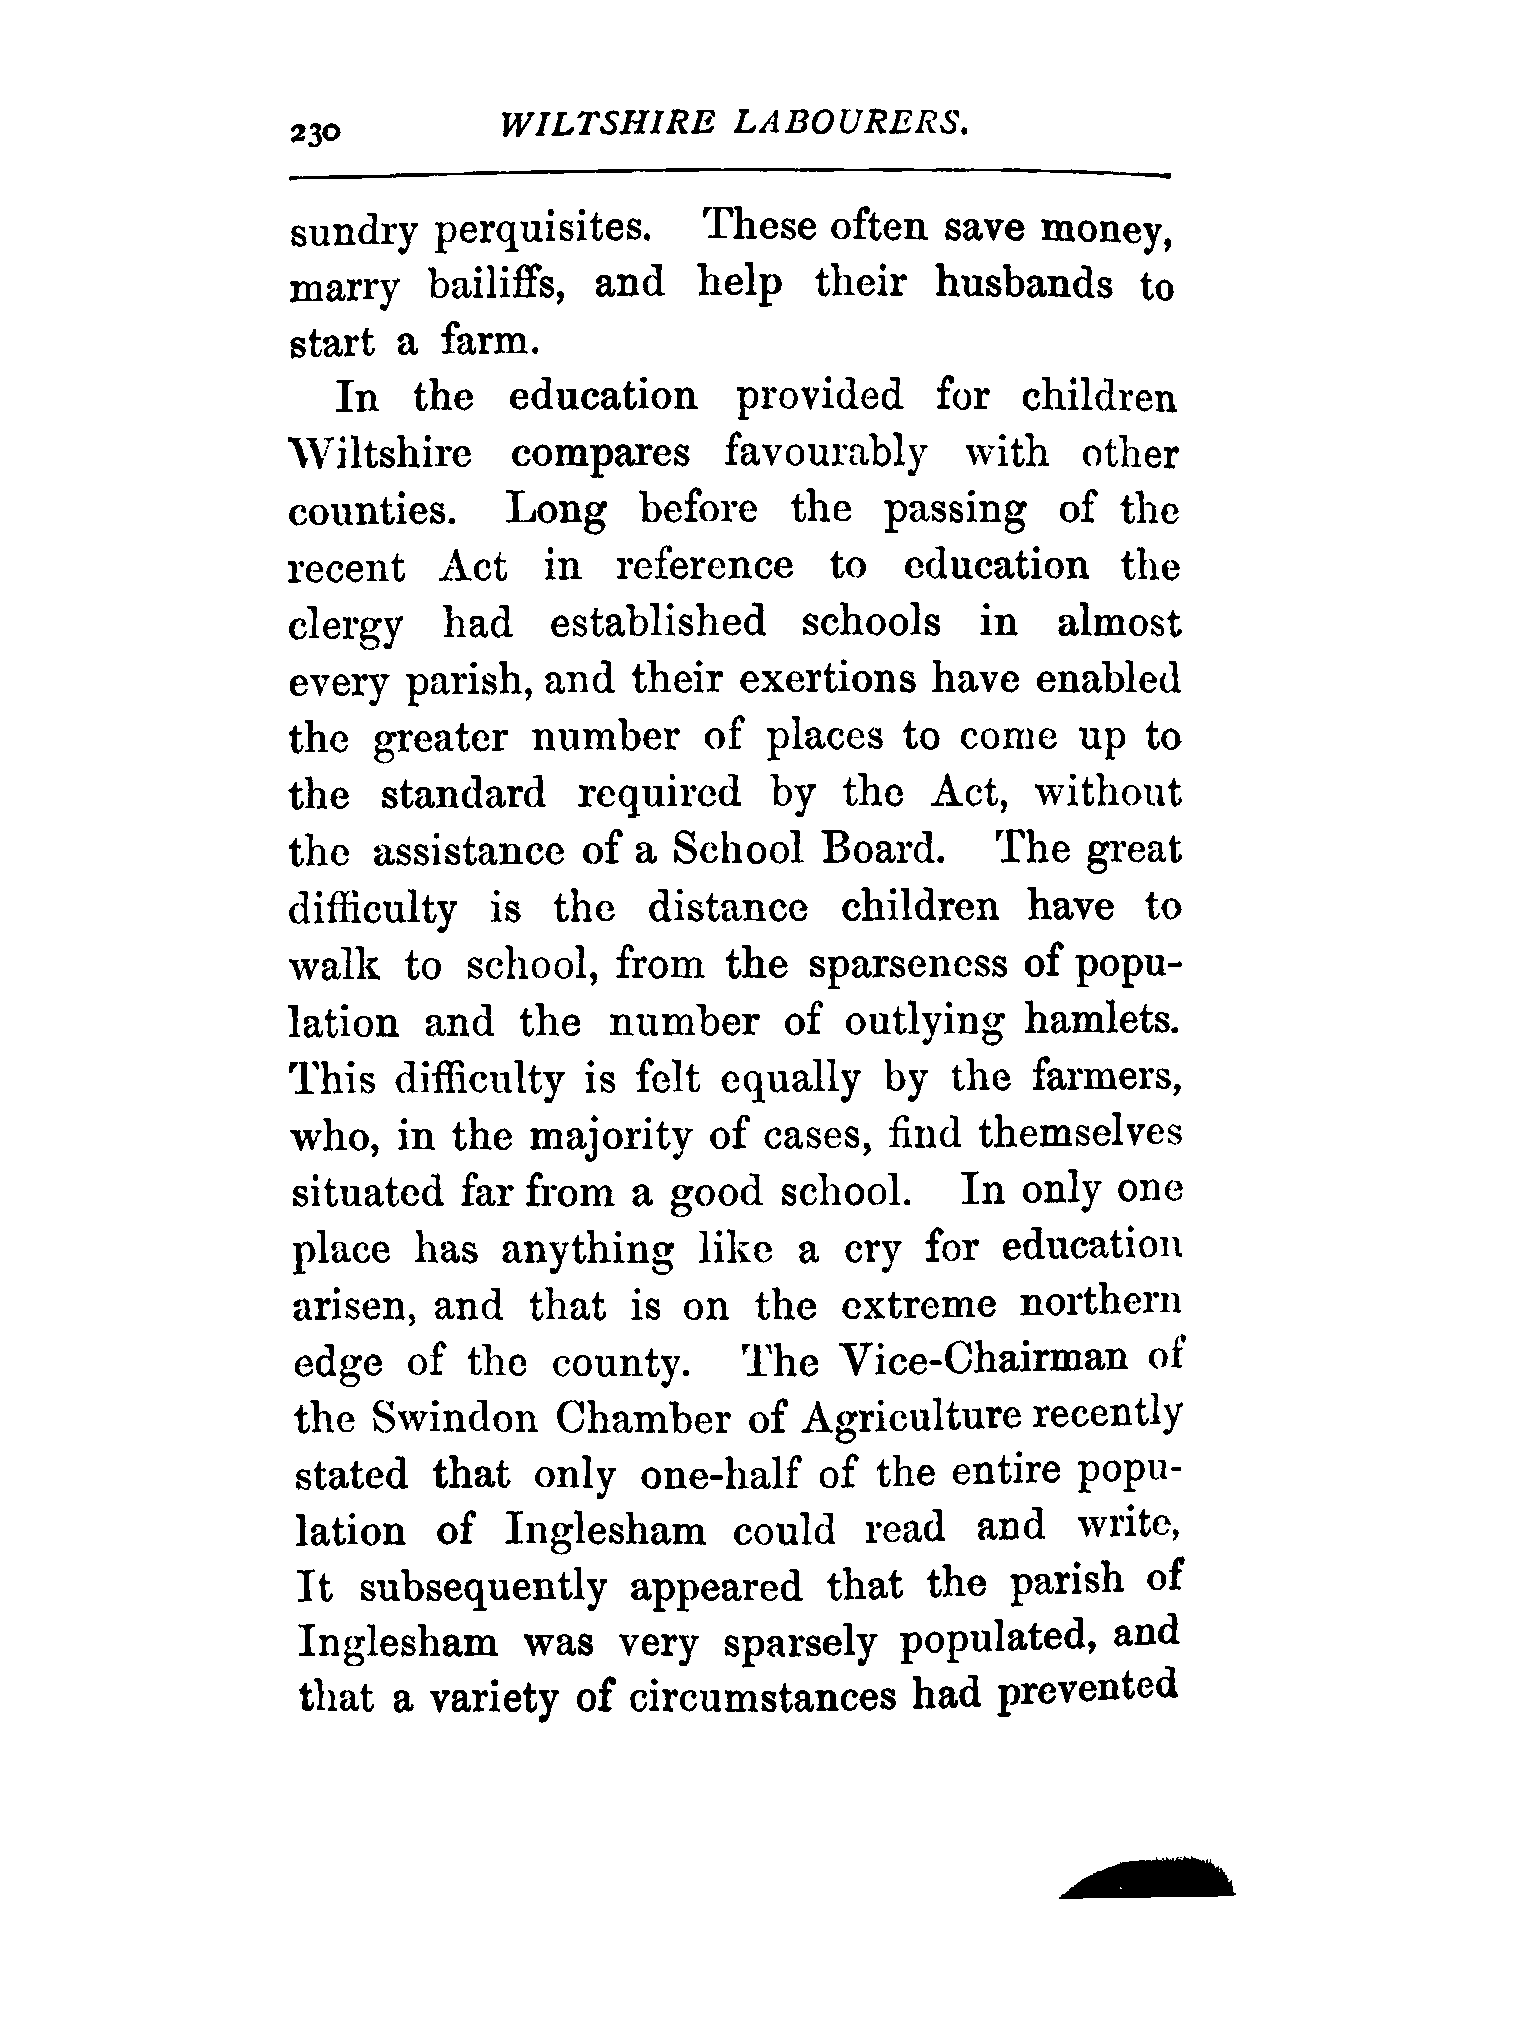 230 WILTSHIRE LABOURERS.
sundry perquisites. These often save money,
marry bailiffs, and help their husbands to
start a farm.
In the education provided for children
Wiltshire compares favourably with other
counties. Long before the passing of the
recent Act in reference to education the
clergy had established schools in almost
every parish, and their exertions have enabled
the greater number of places to come up to
the standard required by the Act, without
the assistance of a School Board. The great
difficulty is the distance children have to
walk to school, from the sparseness of popu-
lation and the number of outlying hamlets.
This difficulty is felt equally by the farmers,
who, in the majority of cases, find themselves
situated far from a good school. In only one
place has anything like a cry for education
arisen, and that is on the extreme northern
edge of the county. The Vice-Chairman of
the Swindon Chamber of Agriculture recently
stated that only one-half of the entire popu-
lation of Inglesham could read and write,
It subsequently appeared that the parish of
Inglesham was very sparsely populated, and
that a variety of circumstances had prevented